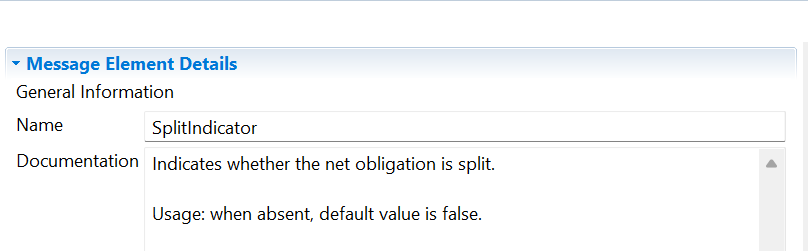 Message Element Details
General Information
Name SplitIndicator
Documentation Indicates whether the net obligation is split.
Usage: when absent, default value is false.